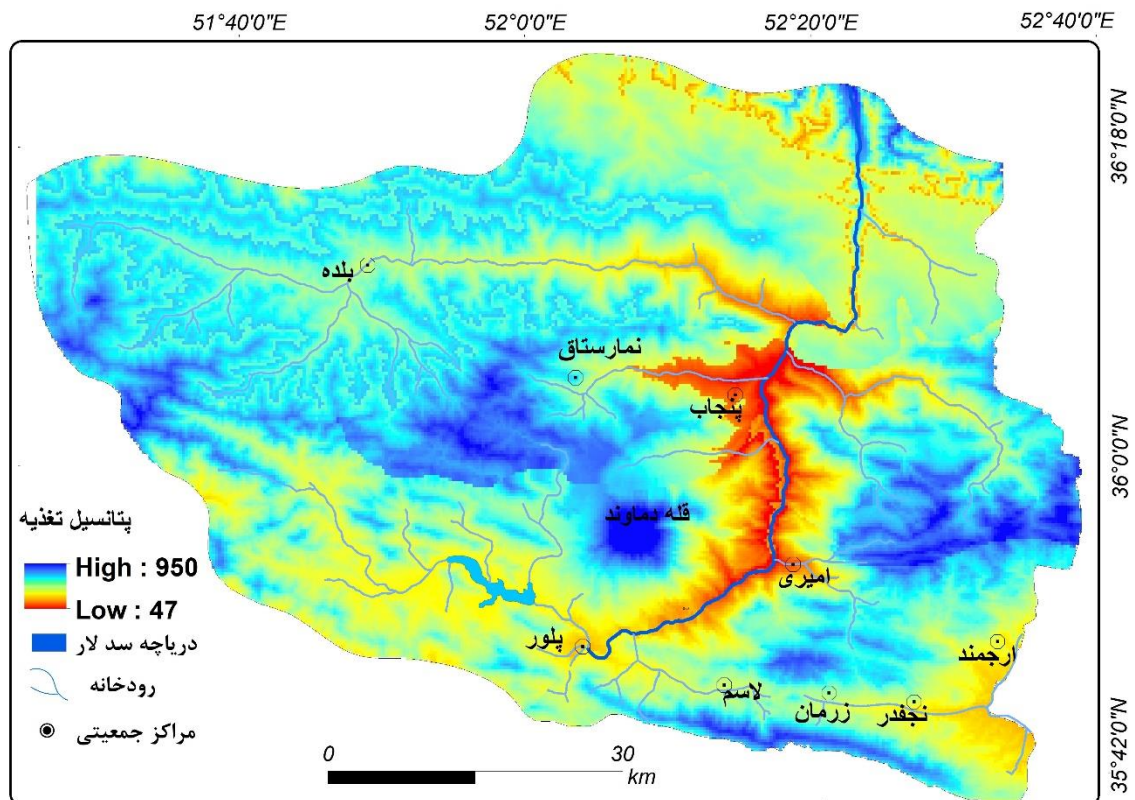 51°40'0"E
52°0'0"E
52°20'0"E
52°40'0"E
36°18'0"N
36°0'0"N
35°42'0"N
بلده
نمارستاق
پنجاب
قله دماوند
امیری
پلور
لاسم
زرمان
نجفدر
ارجمند
پتانسیل تغذیه
High : 950
Low : 47
دریاچه سد لار
رودخانه
مراکز جمعیتی
0 30
km